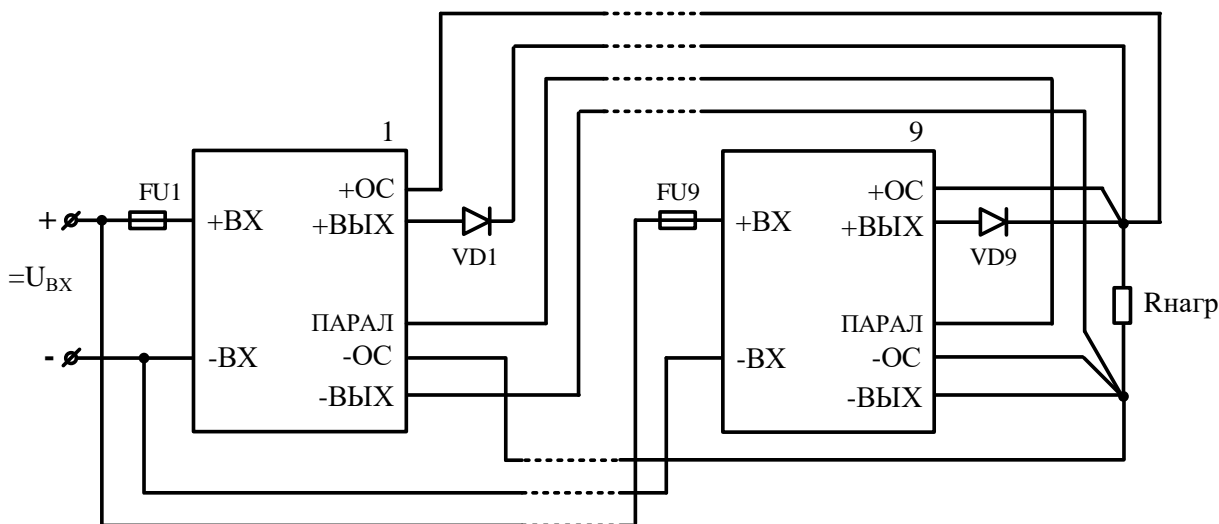 1
9
FU1
+ОС
FU9
+ОС
+
+ВХ
+ВЫХ
+ВХ
+ВЫХ
VD1
VD9
=UВХ
Rнагр
ПАРАЛ
ПАРАЛ
-
-ВХ
-ОС
-ВХ
-ОС
-ВЫХ
-ВЫХ